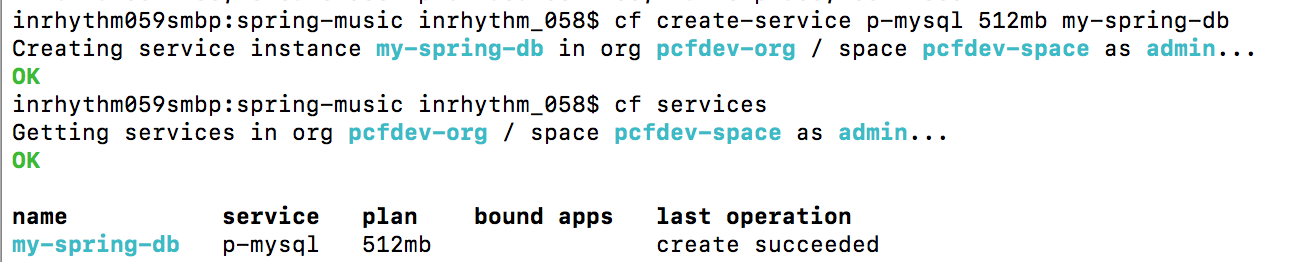 inrhythm059smbp:spring-music inrhythm_058$ cf create-service p-mysql 512mb my-spring-db
Creating service instance my-spring-db in org pcfdev-org / space pcfdev-space as admin...
OK
inrhythm059smbp:spring-music inrhythm_058$ cf services
Getting services in org pcfdev-org / space pcfdev-space as admin...
OK
name service plan bound apps last operation
my-spring-db p-mysql 512mb create succeeded